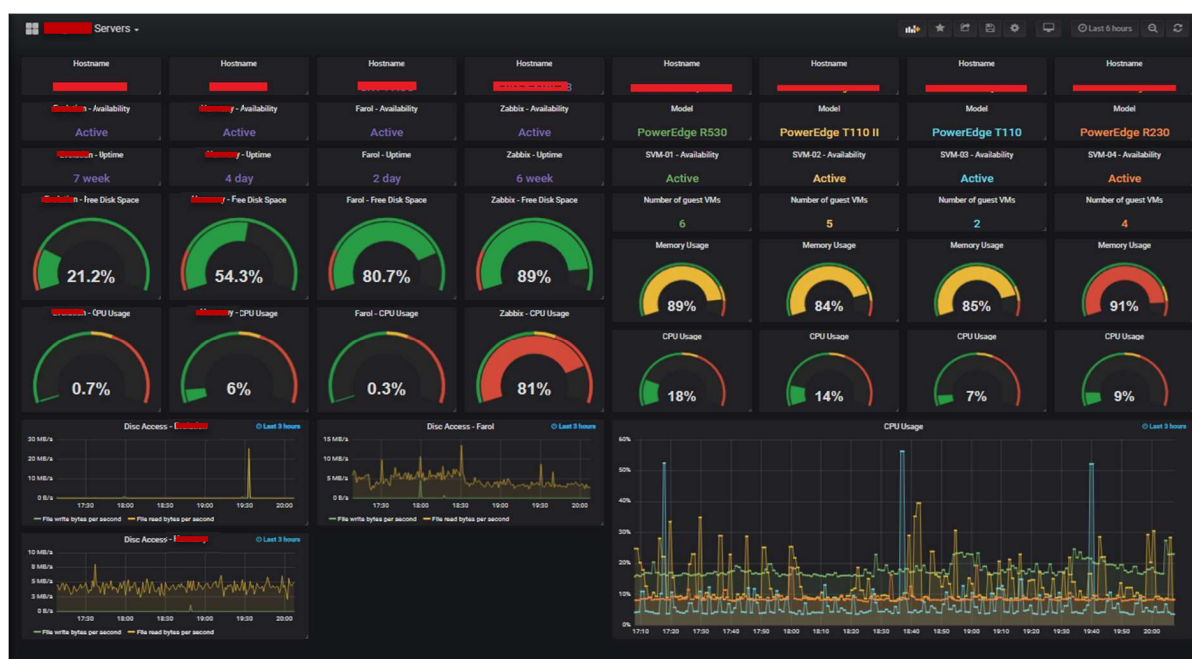 Servers
Last 6 hours
Hostname Hostname Hostname Hostname Hostname Hostname Hostname Hostname
- Availability y - Availability Farol - Availability Zabbix - Availability Model Model Model Model
Active Active Active Active PowerEdge R530 PowerEdge T110 II PowerEdge T110 PowerEdge R230
n - Uptime y - Uptime Farol - Uptime Zabbix - Uptime SVM-01 - Availability SVM-02 - Availability SVM-03 - Availability SVM-04 - Availability
7 week 4 day 2 day 6 week Active Active Active Active
n - Free Disk Space y - Free Disk Space Farol - Free Disk Space Zabbix - Free Disk Space Number of guest VMs Number of guest VMs Number of guest VMs Number of guest VMs
6 5 2 4
Memory Usage Memory Usage Memory Usage Memory Usage
21.2% 54.3% 80.7% 89%
89% 84% 85% 91%
- CPU Usage y - CPU Usage Farol - CPU Usage Zabbix - CPU Usage
CPU Usage CPU Usage CPU Usage CPU Usage
0.7% 6% 0.3% 81%
18% 14% 7% 9%
Disc Access - Last 3 hours
30 MB/s
20 MB/s
10 MB/s
0 B/s
17:30 18:00 18:30 19:00 19:30 20:00
File write bytes per second File read bytes per second
Disc Access - Farol Last 3 hours
15 MB/s
10 MB/s
5 MB/s
0 B/s
17:30 18:00 18:30 19:00 19:30 20:00
File write bytes per second File read bytes per second
Disc Access - Last 3 hours
10 MB/s
8 MB/s
5 MB/s
3 MB/s
0 B/s
17:30 18:00 18:30 19:00 19:30 20:00
File write bytes per second File read bytes per second
CPU Usage Last 3 hours
60%
50%
40%
30%
20%
10%
0%
17:10 17:20 17:30 17:40 17:50 18:00 18:10 18:20 18:30 18:40 18:50 19:00 19:10 19:20 19:30 19:40 19:50 20:00